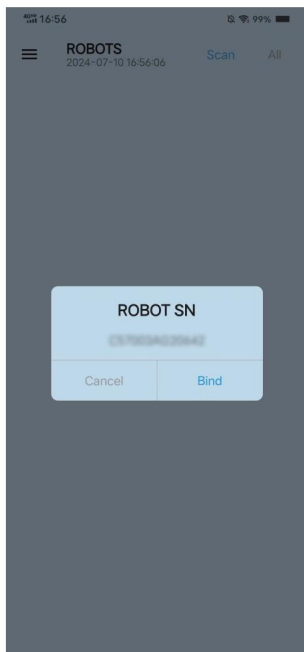 16:56
99%
ROBOTS
2024-07-10 16:56:06
Scan
All
ROBOT SN
Cancel
Bind